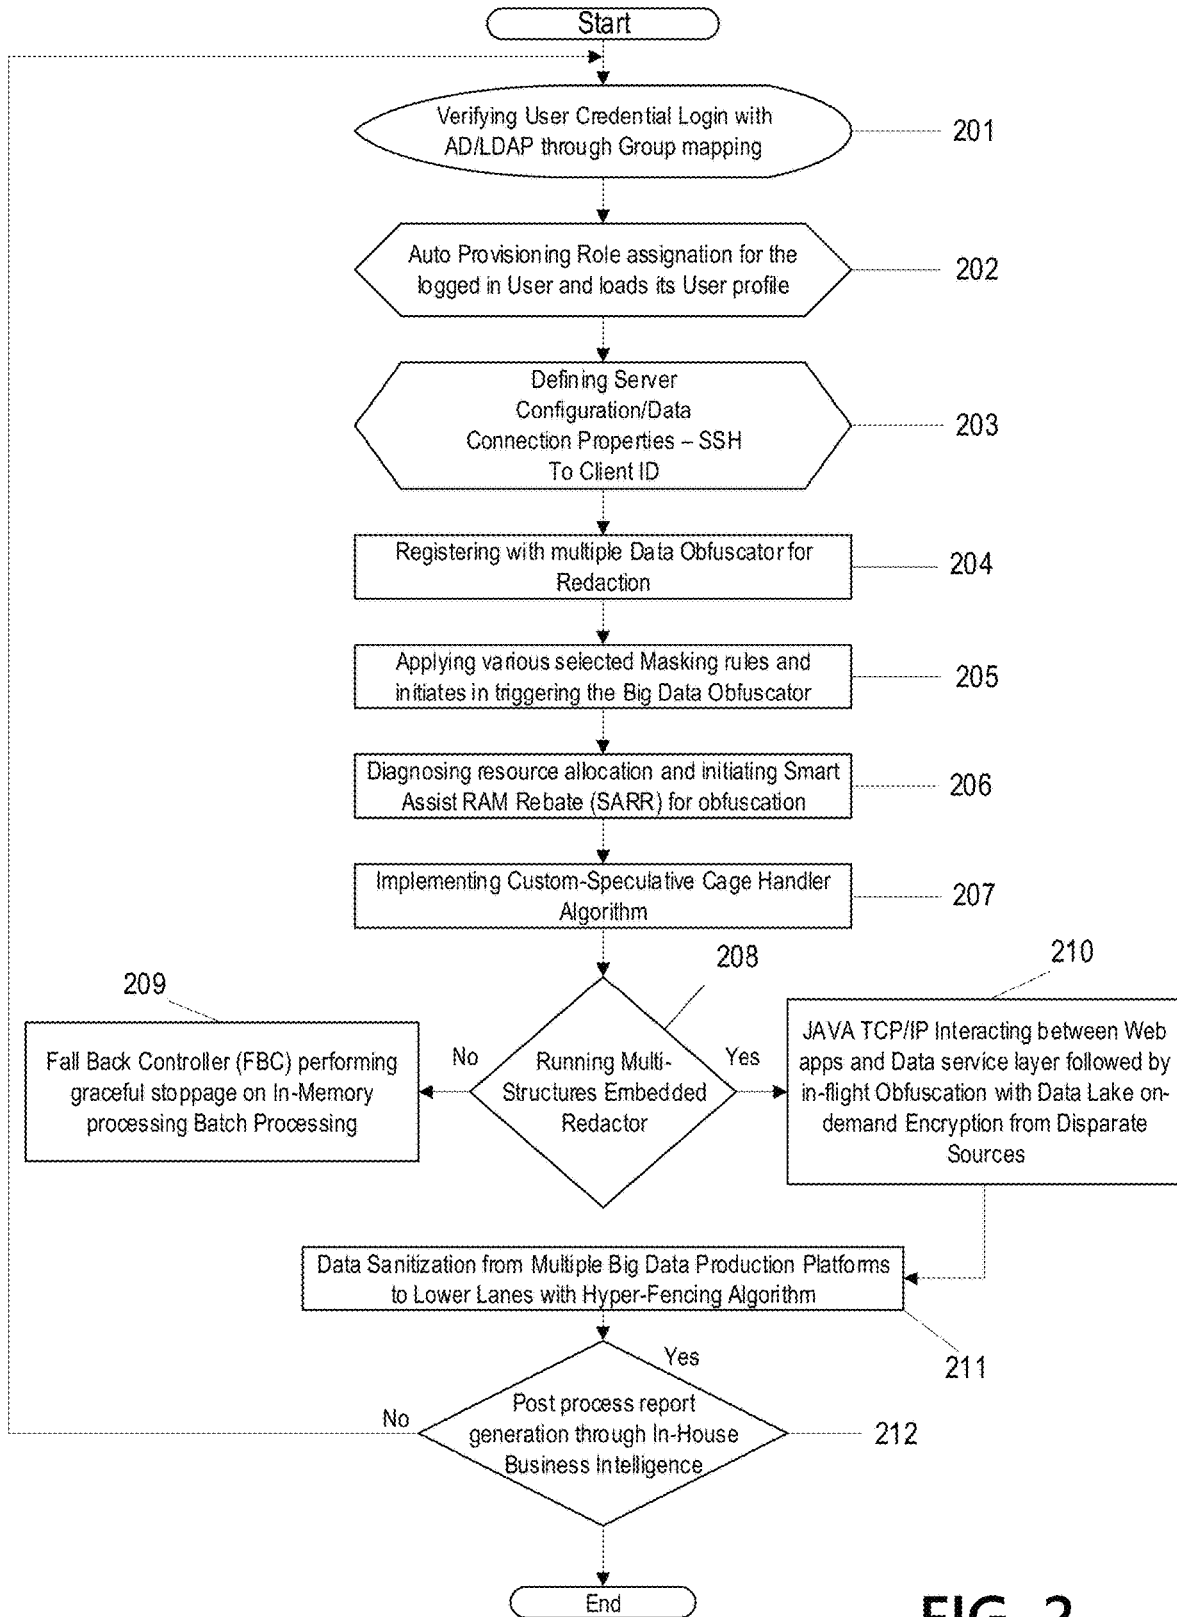 Start
Verifying User Credential Login with
AD/LDAP through Group mapping
201
Auto Provisioning Role assignation for the
logged in User and loads its User profile
202
Defining Server
Configuration/Data
Connection Properties – SSH
To Client ID
203
Registering with multiple Data Obfuscator for
Redaction
204
Applying various selected Masking rules and
initiates in triggering the Big Data Obfuscator
205
Diagnosing resource allocation and initiating Smart
Assist RAM Rebate (SARR) for obfuscation
206
Implementing Custom-Speculative Cage Handler
Algorithm
207
208
Running Multi-
Structures Embedded
Redactor
No
Yes
209
Fall Back Controller (FBC) performing
graceful stoppage on In-Memory
processing Batch Processing
210
JAVA TCP/IP Interacting between Web
apps and Data service layer followed by
in-flight Obfuscation with Data Lake on-
demand Encryption from Disparate
Sources
Data Sanitization from Multiple Big Data Production Platforms
to Lower Lanes with Hyper-Fencing Algorithm
211
Yes
No
Post process report
generation through In-House
Business Intelligence
212
End
FIG. 2